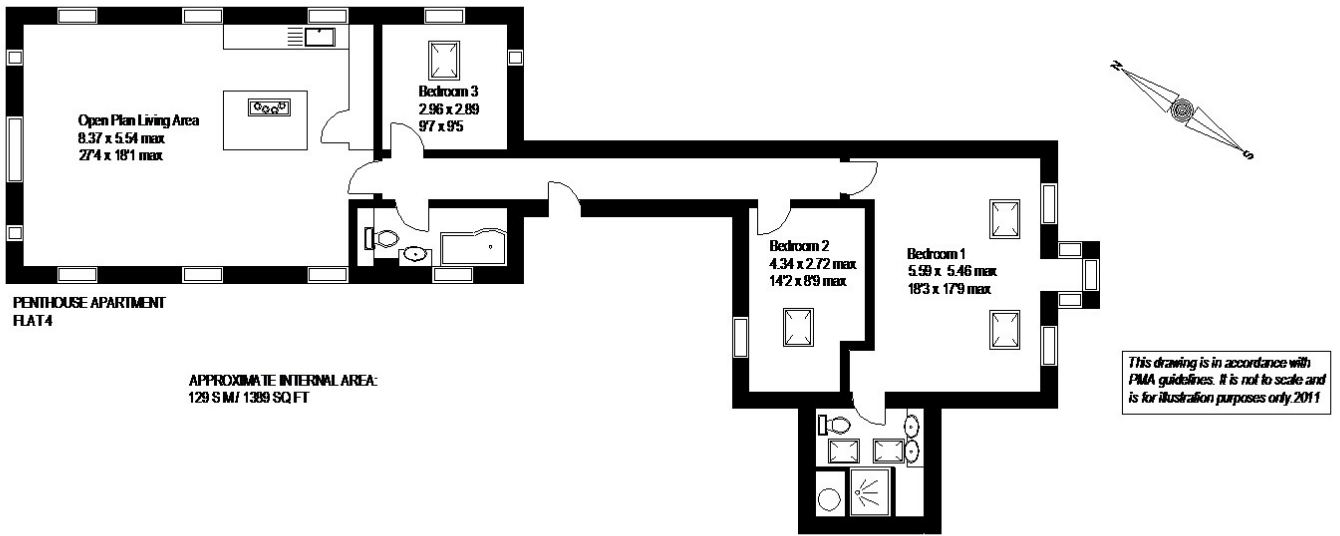 Open Plan Living Area
8.37 x 5.54 max
27'4 x 18'1 max
Bedroom 3
2.96 x 2.89
9'7 x 9'5
N
S
Bedroom 2
4.34 x 2.72 max
14'2 x 8'9 max
Bedroom 1
5.59 x 5.46 max
18'3 x 17'9 max
PENTHOUSE APARTMENT
FLAT 4
APPROXIMATE INTERNAL AREA:
129 S M / 1389 SQ FT
This drawing is in accordance with
PMA guidelines. It is not to scale and
is for illustration purposes only.2011